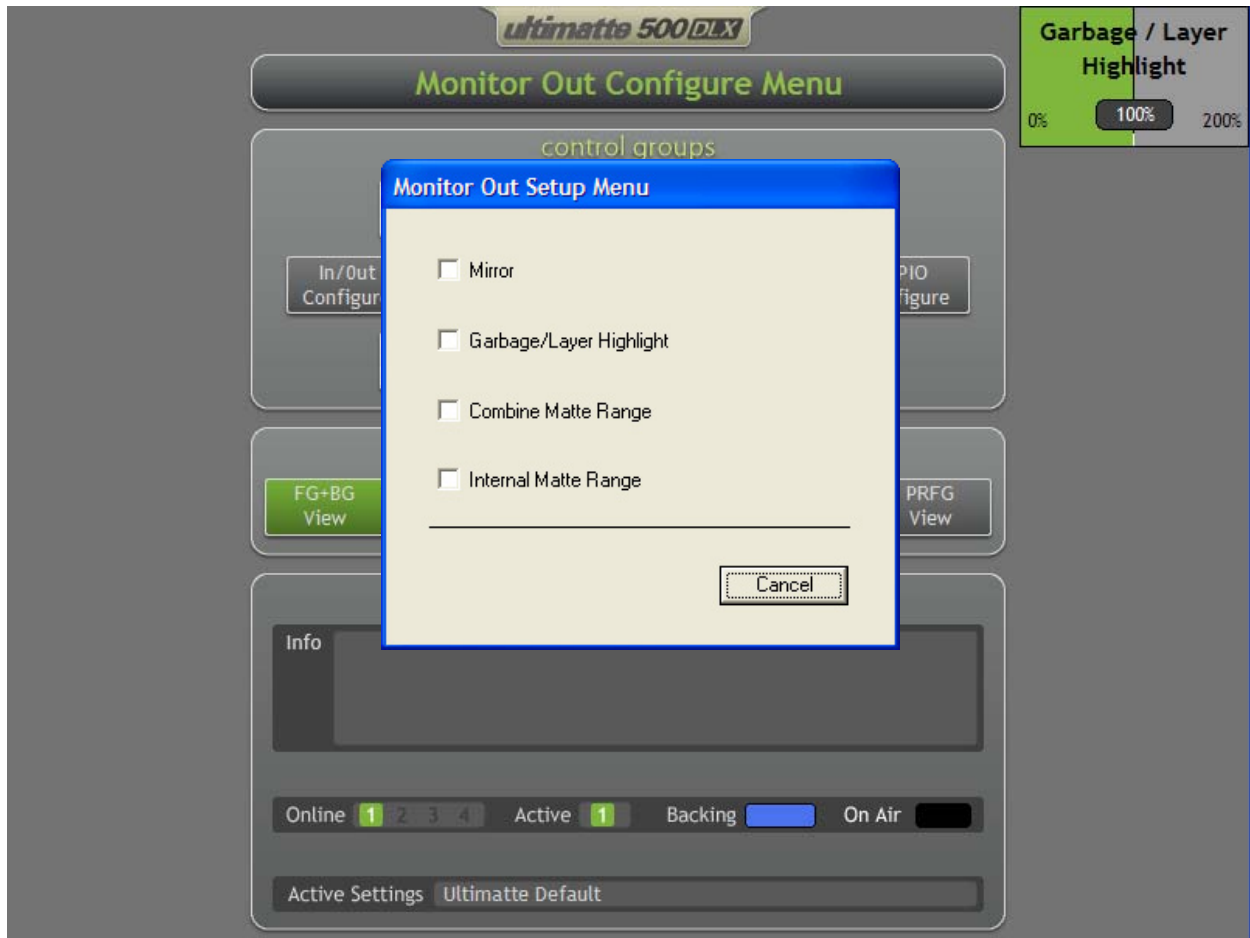 ultimatte 500 DLX
Monitor Out Configure Menu
Garbage / Layer
Highlight
0% 100% 200%
control groups
Monitor Out Setup Menu
Mirror
Garbage/Layer Highlight
Combine Matte Range
Internal Matte Range
Cancel
In/Out
Configur
PIO
figure
FG+BG
View
PRFG
View
Info
Online 1 2 3 4 Active 1 Backing On Air
Active Settings Ultimatte Default